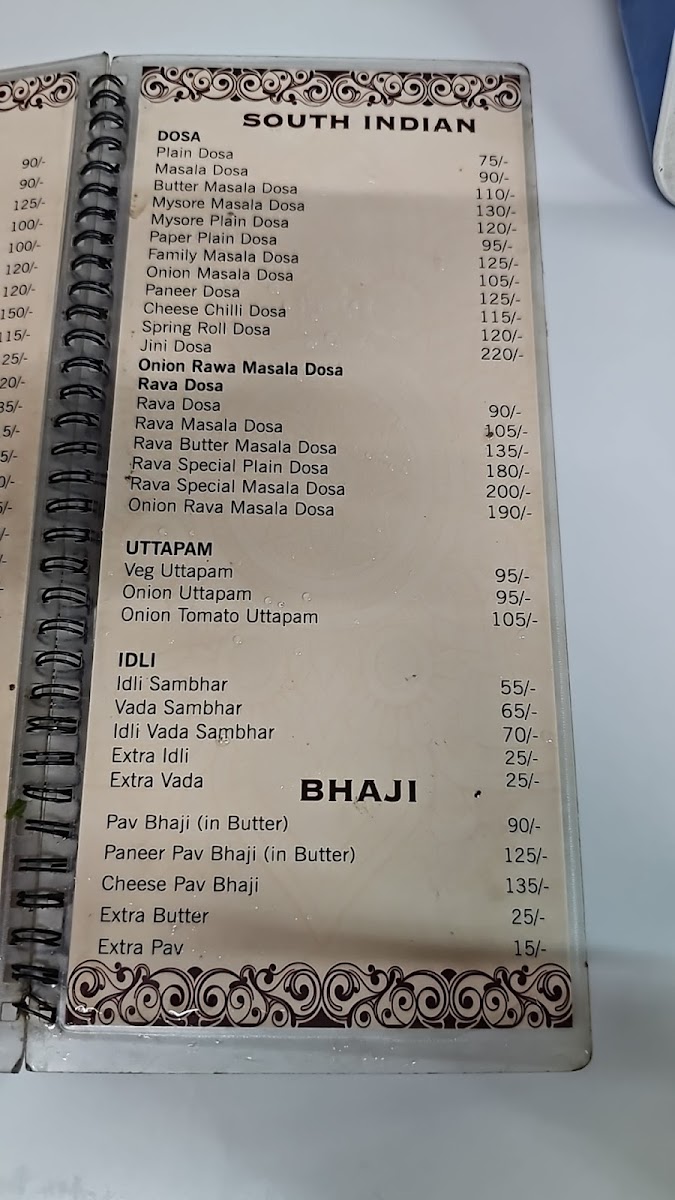 90/-
90/-
125/-
100/-
100/-
120/-
120/-
150/-
115/-
SOUTH INDIAN
DOSA
Plain Dosa 75/-
Masala Dosa 90/-
Butter Masala Dosa 110/-
Mysore Masala Dosa 130/-
Mysore Plain Dosa 120/-
Paper Plain Dosa 95/-
Family Masala Dosa 125/-
Onion Masala Dosa 105/-
Paneer Dosa 125/-
Cheese Chilli Dosa 115/-
Spring Roll Dosa 120/-
Jini Dosa 220/-
Onion Rawa Masala Dosa
Rava Dosa
Rava Dosa 90/-
Rava Masala Dosa 105/-
Rava Butter Masala Dosa 135/-
Rava Special Plain Dosa 180/-
Rava Special Masala Dosa 200/-
Onion Rava Masala Dosa 190/-
UTTAPAM
Veg Uttapam 95/-
Onion Uttapam 95/-
Onion Tomato Uttapam 105/-
IDLI
Idli Sambhar 55/-
Vada Sambhar 65/-
Idli Vada Sambhar 70/-
Extra Idli 25/-
Extra Vada 25/-
BHAJI
Pav Bhaji (in Butter) 90/-
Paneer Pav Bhaji (in Butter) 125/-
Cheese Pav Bhaji 135/-
Extra Butter 25/-
Extra Pav 15/-